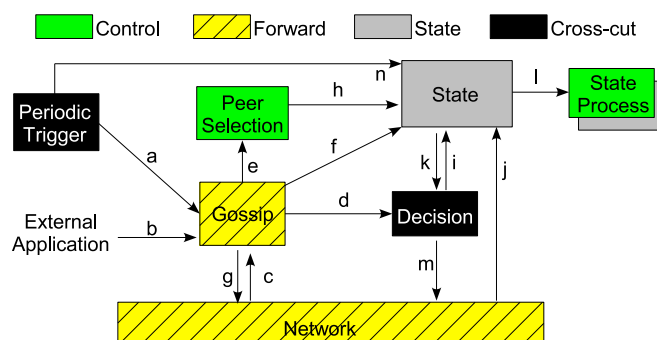 Control Forward State Cross-cut
n
l
State
Process
Peer
Selection
h
State
Periodic
Trigger
f
a
e
k i j
External
Application
b
Gossip
d
Decision
g c
m
Network